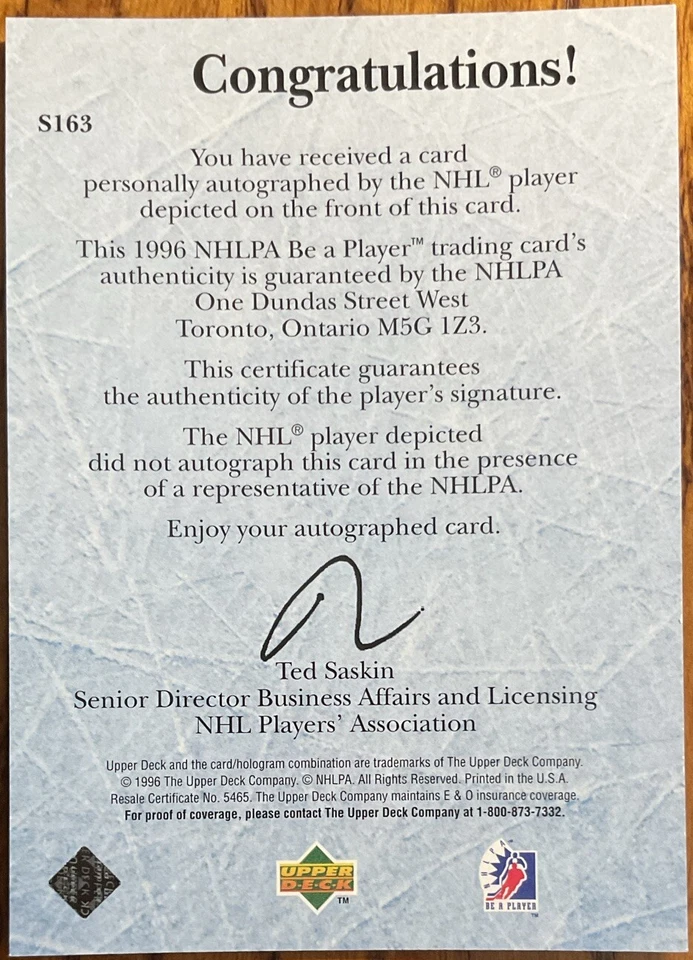 Congratulations!
S163
You have received a card
personally autographed by the NHL® player
depicted on the front of this card.
This 1996 NHLPA Be a Player™ trading card's
authenticity is guaranteed by the NHLPA
One Dundas Street West
Toronto, Ontario M5G 1Z3.
This certificate guarantees
the authenticity of the player's signature.
The NHL® player depicted
did not autograph this card in the presence
of a representative of the NHLPA.
Enjoy your autographed card.
Ted Saskin
Senior Director Business Affairs and Licensing
NHL Players' Association
Upper Deck and the card/hologram combination are trademarks of The Upper Deck Company.
© 1996 The Upper Deck Company. © NHLPA. All Rights Reserved. Printed in the U.S.A.
Resale Certificate No. 5465. The Upper Deck Company maintains E & O insurance coverage.
For proof of coverage, please contact The Upper Deck Company at 1-800-873-7332.
UPPER
DECK
TM
NHLPA
BE A PLAYER
TM